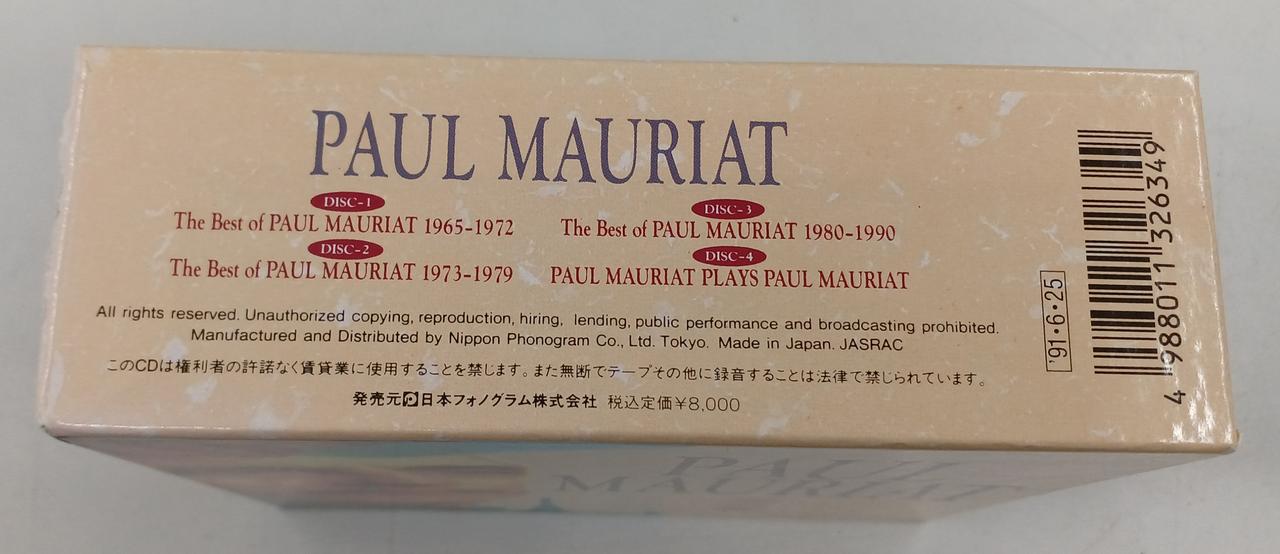 PAUL MAURIAT
DISC-1
The Best of PAUL MAURIAT 1965-1972
DISC-2
The Best of PAUL MAURIAT 1973-1979
DISC-3
The Best of PAUL MAURIAT 1980-1990
DISC-4
PAUL MAURIAT PLAYS PAUL MAURIAT
All rights reserved. Unauthorized copying, reproduction, hiring, lending, public performance and broadcasting prohibited.
Manufactured and Distributed by Nippon Phonogram Co., Ltd. Tokyo. Made in Japan. JASRAC
このCDは権利者の許諾なく賃貸業に使用することを禁じます。また無断でテープその他に録音することは法律で禁じられています。
発売元 日本フォノグラム株式会社 税込定価¥8,000
'91・6・25
4 988011 326349
PAUL
MAURIAT